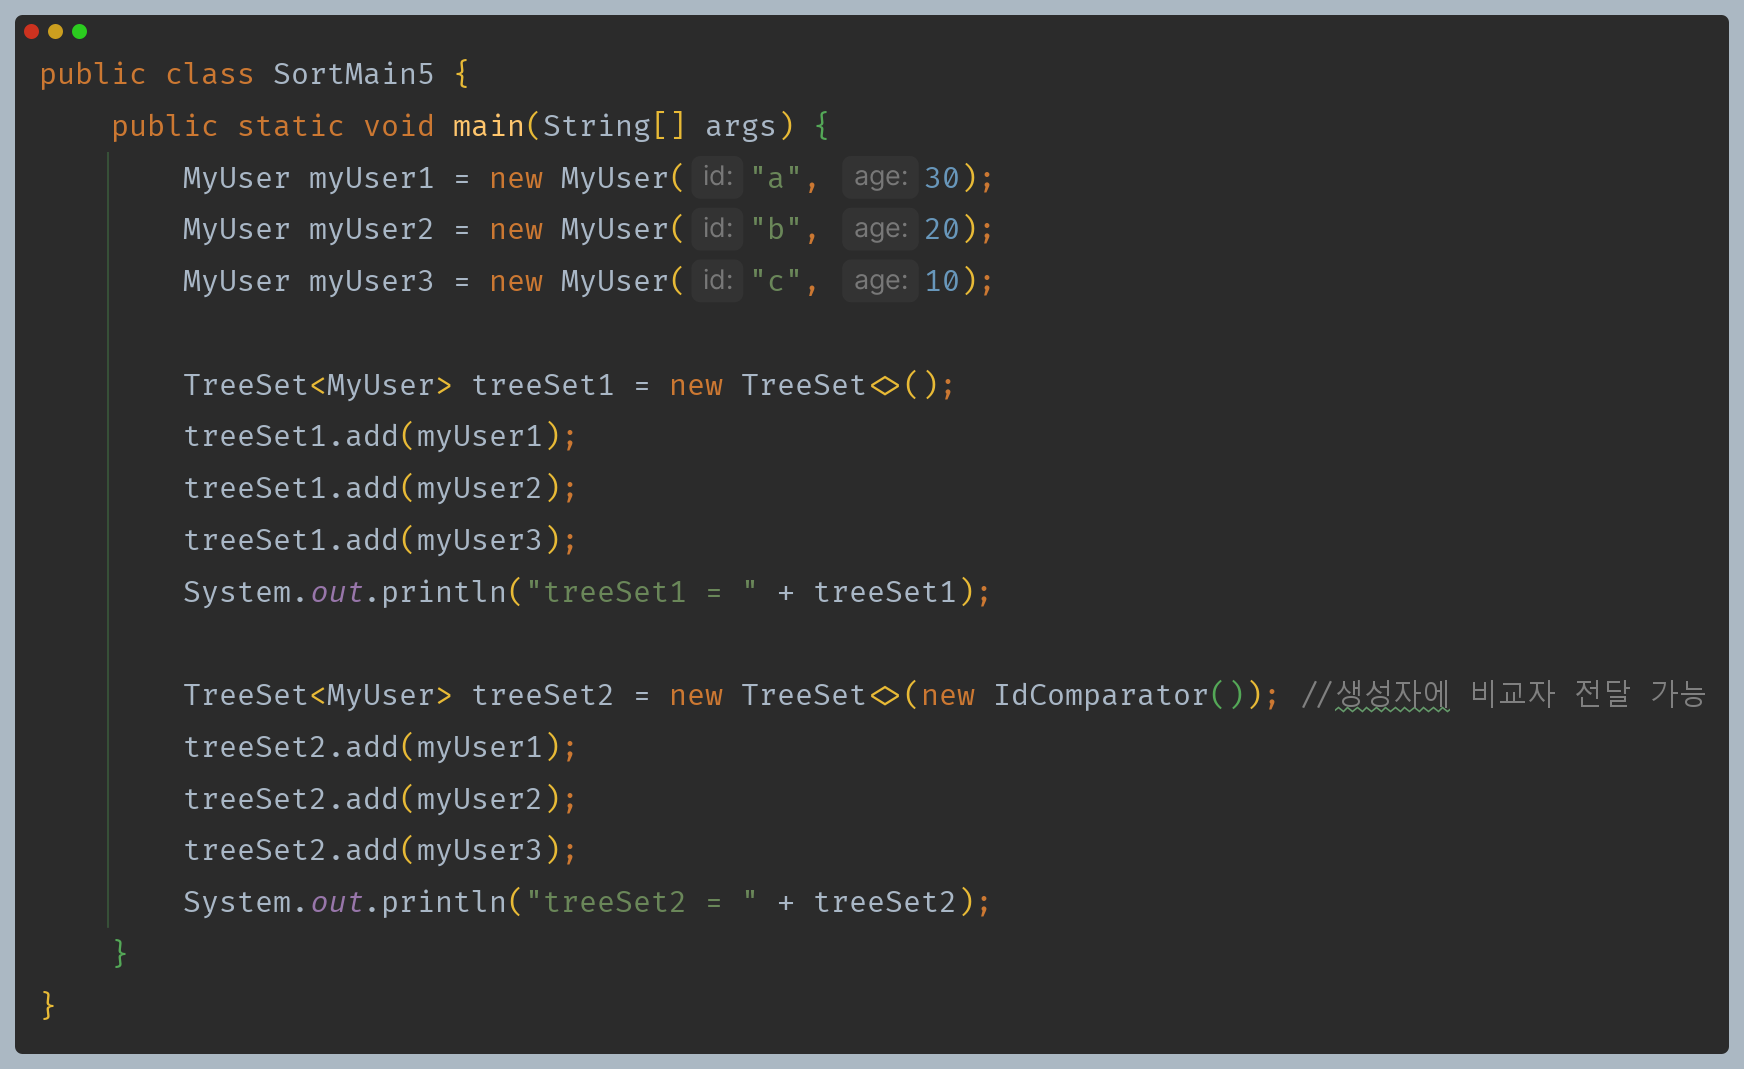 public class SortMain5 {
    public static void main(String[] args) {
        MyUser myUser1 = new MyUser( id: "a", age: 30);
        MyUser myUser2 = new MyUser( id: "b", age: 20);
        MyUser myUser3 = new MyUser( id: "c", age: 10);

        TreeSet<MyUser> treeSet1 = new TreeSet<>();
        treeSet1.add(myUser1);
        treeSet1.add(myUser2);
        treeSet1.add(myUser3);
        System.out.println("treeSet1 = " + treeSet1);

        TreeSet<MyUser> treeSet2 = new TreeSet<>(new IdComparator()); //생성자에 비교자 전달 가능
        treeSet2.add(myUser1);
        treeSet2.add(myUser2);
        treeSet2.add(myUser3);
        System.out.println("treeSet2 = " + treeSet2);
    }
}